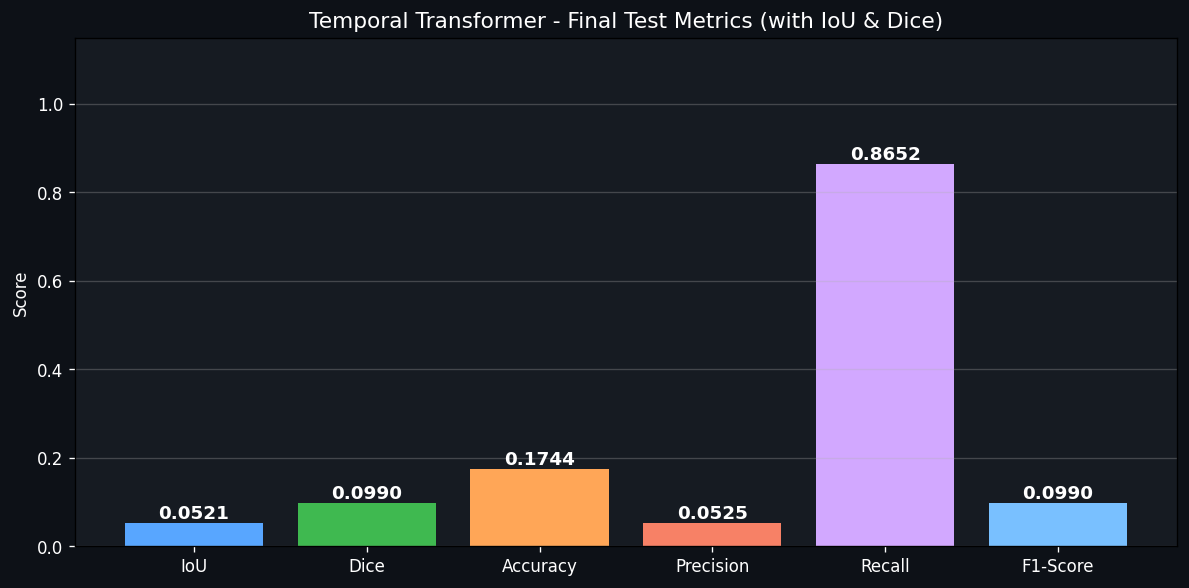 Temporal Transformer - Final Test Metrics (with IoU & Dice)
1.0
0.8
0.6
0.4
0.2
0.0
Score
0.0521
0.0990
0.1744
0.0525
0.8652
0.0990
IoU
Dice
Accuracy
Precision
Recall
F1-Score